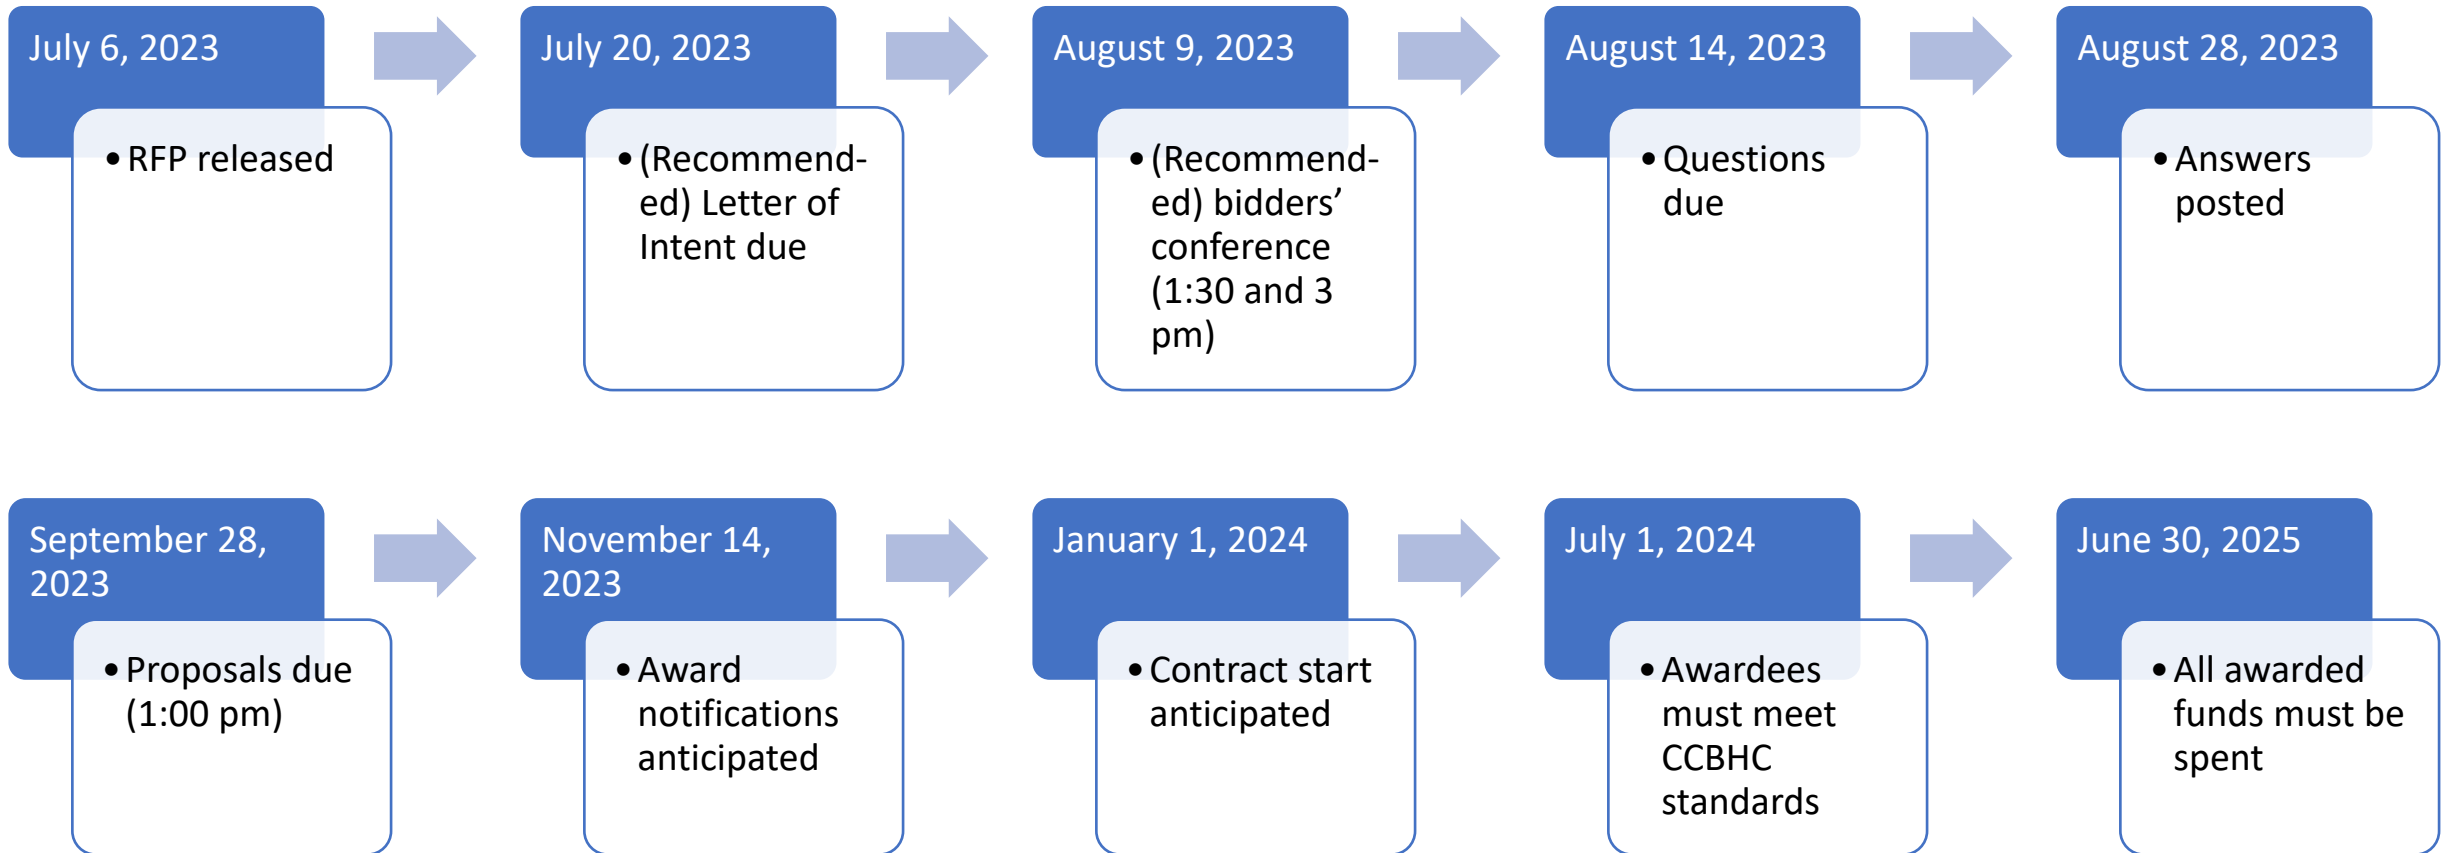 July 6, 2023
• RFP released
July 20, 2023
• (Recommend-
ed) Letter of
Intent due
August 9, 2023
• (Recommend-
ed) bidders’
conference
(1:30 and 3
pm)
August 14, 2023
• Questions
due
August 28, 2023
• Answers
posted
September 28,
2023
• Proposals due
(1:00 pm)
November 14,
2023
• Award
notifications
anticipated
January 1, 2024
• Contract start
anticipated
July 1, 2024
• Awardees
must meet
CCBHC
standards
June 30, 2025
• All awarded
funds must be
spent